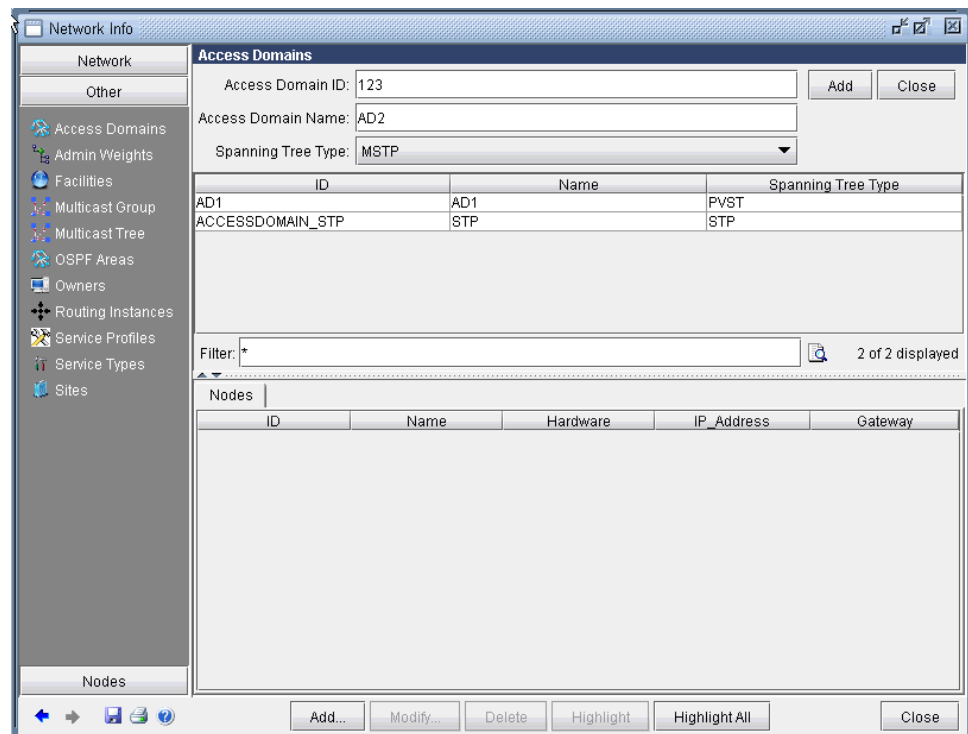 Network Info
Network
Other
Access Domains
Admin Weights
Facilities
Multicast Group
Multicast Tree
OSPF Areas
Owners
Routing Instances
Service Profiles
Service Types
Sites
Nodes
Access Domains
Access Domain ID: 123 Add Close
Access Domain Name: AD2
Spanning Tree Type: MSTP
ID Name Spanning Tree Type
AD1 AD1 PVST
ACCESSDOMAIN_STP STP STP
Filter: * 2 of 2 displayed
Nodes
ID Name Hardware IP_Address Gateway
Add... Modify... Delete Highlight Highlight All Close